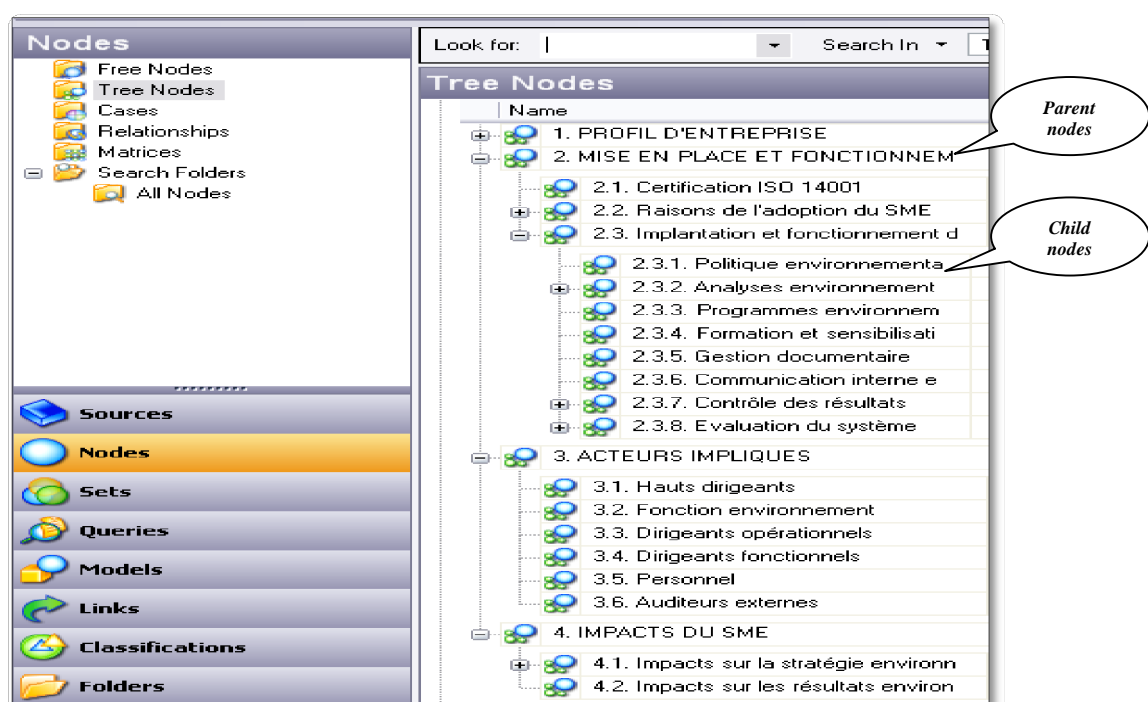 Nodes
Free Nodes
Tree Nodes
Cases
Relationships
Matrices
Search Folders
All Nodes
Sources
Nodes
Sets
Queries
Models
Links
Classifications
Folders
Look for:
Search In
Tree Nodes
Name
1. PROFIL D'ENTREPRISE
2. MISE EN PLACE ET FONCTIONNEM
2.1. Certification ISO 14001
2.2. Raisons de l'adoption du SME
2.3. Implantation et fonctionnement d
2.3.1. Politique environnementa
2.3.2. Analyses environnement
2.3.3. Programmes environnem
2.3.4. Formation et sensibilisati
2.3.5. Gestion documentaire
2.3.6. Communication interne e
2.3.7. Contrôle des résultats
2.3.8. Evaluation du système
3. ACTEURS IMPLIQUES
3.1. Hauts dirigeants
3.2. Fonction environnement
3.3. Dirigeants opérationnels
3.4. Dirigeants fonctionnels
3.5. Personnel
3.6. Auditeurs externes
4. IMPACTS DU SME
4.1. Impacts sur la stratégie environn
4.2. Impacts sur les résultats environ
Parent
nodes
Child
nodes